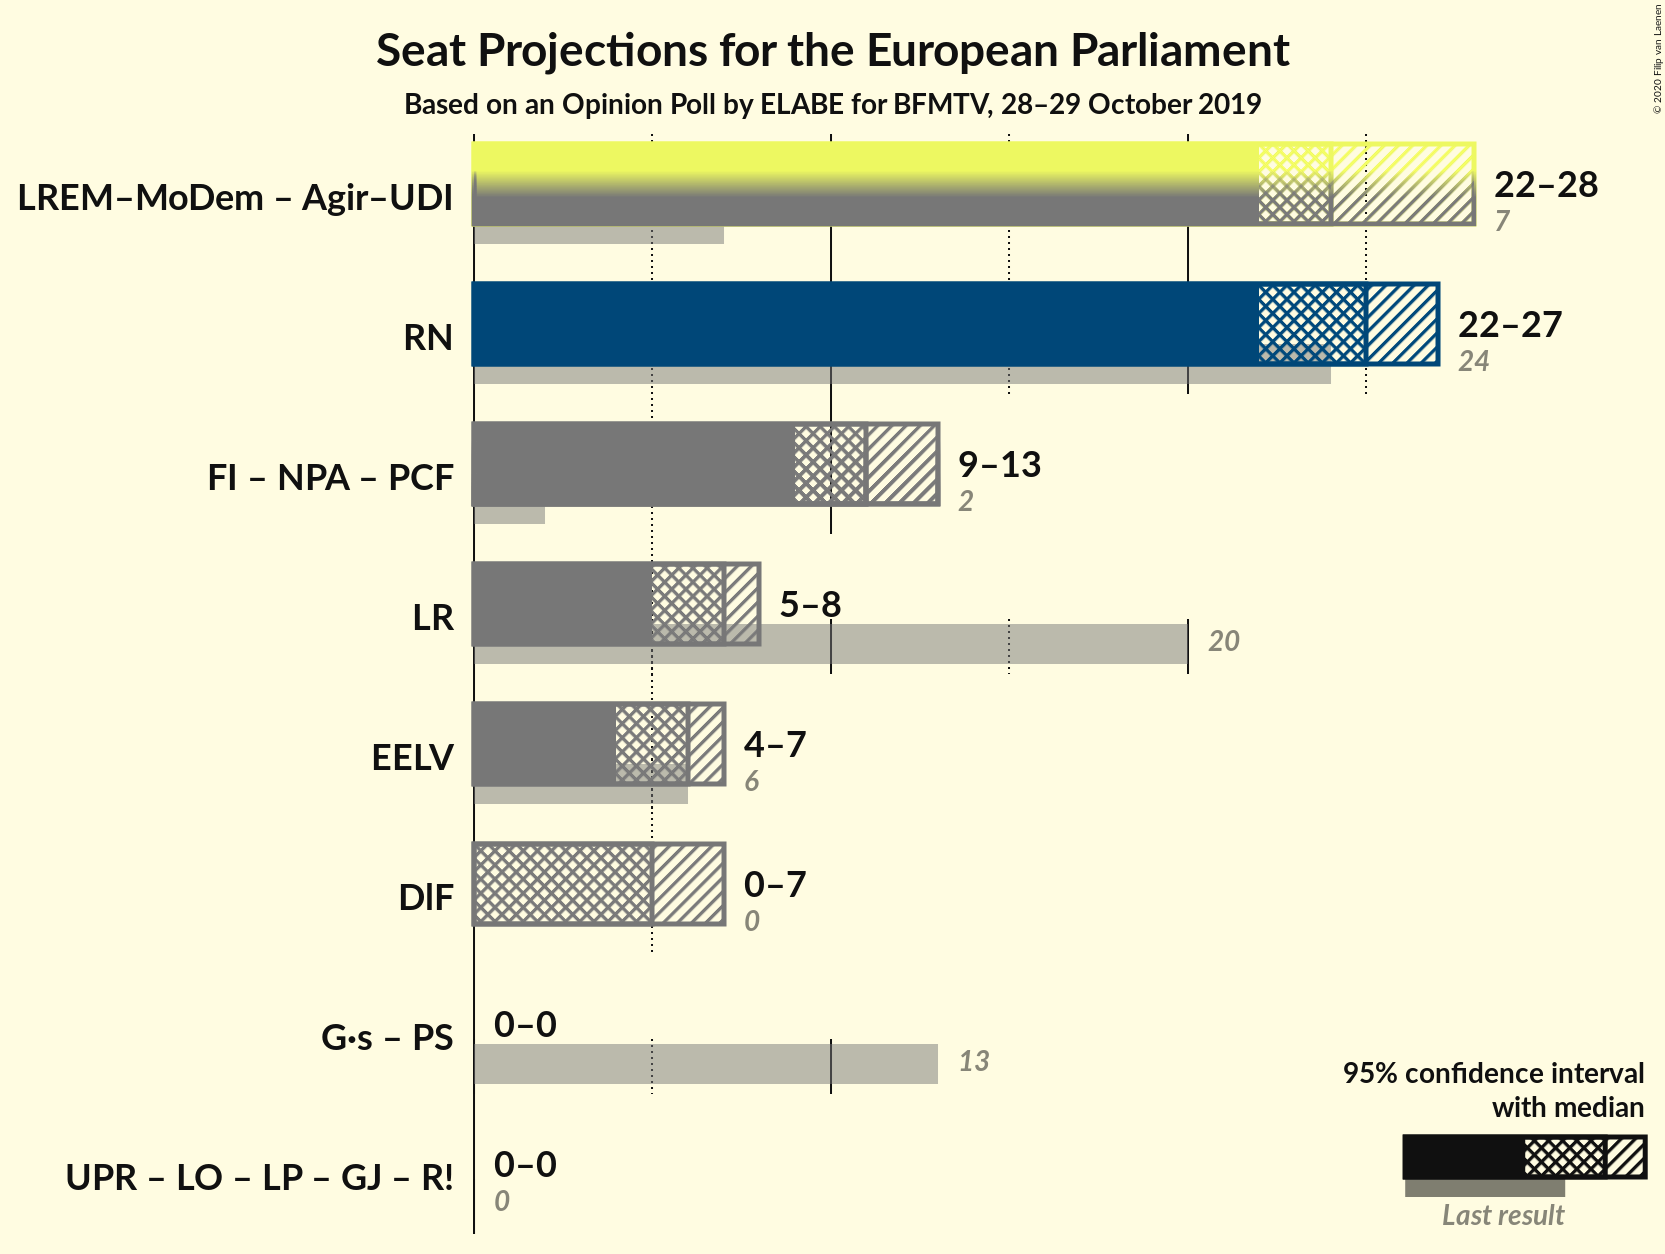 Seat Projections for the European Parliament
Based on an Opinion Poll by ELABE for BFMTV, 28–29 October 2019
© 2020 Filip van Laenen
LREM–MoDem – Agir–UDI
22–28
7
RN
22–27
24
FI – NPA – PCF
9–13
2
LR
5–8
20
EELV
4–7
6
DlF
0–7
0
G·s – PS
0–0
13
UPR – LO – LP – GJ – R!
0–0
0
95% confidence interval
with median
Last result